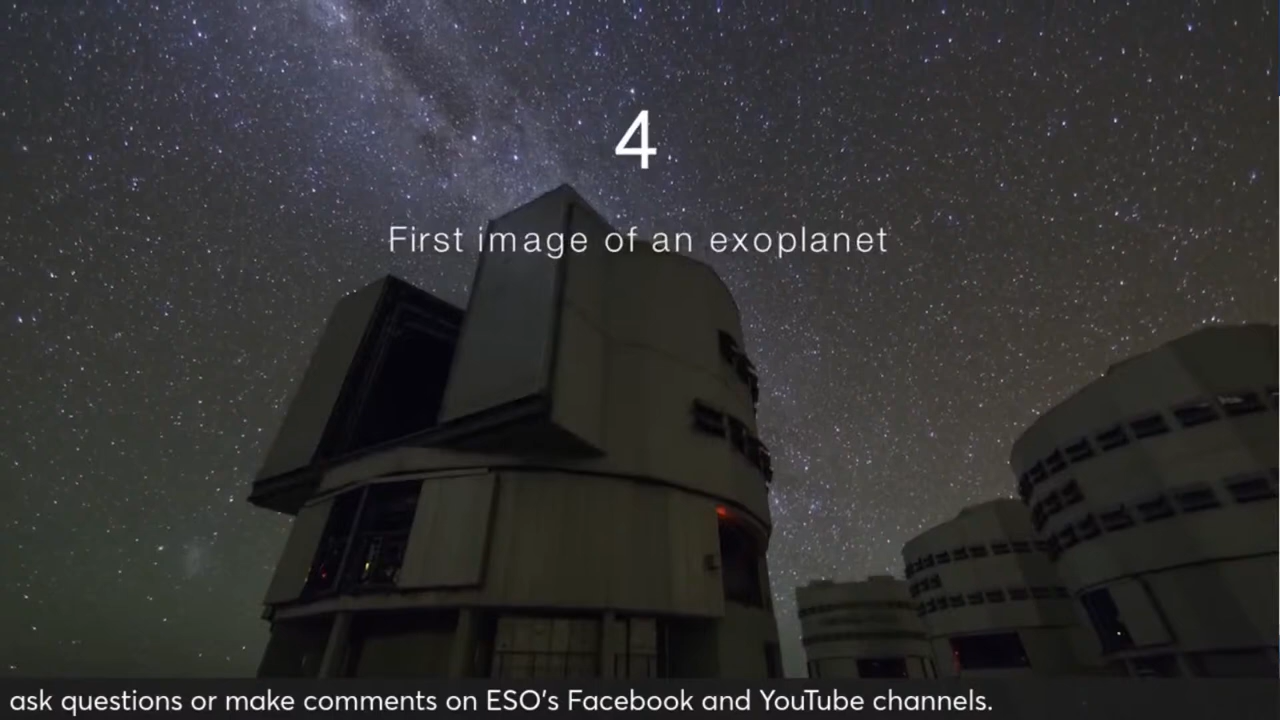 4
First image of an exoplanet
ask questions or make comments on ESO's Facebook and YouTube channels.